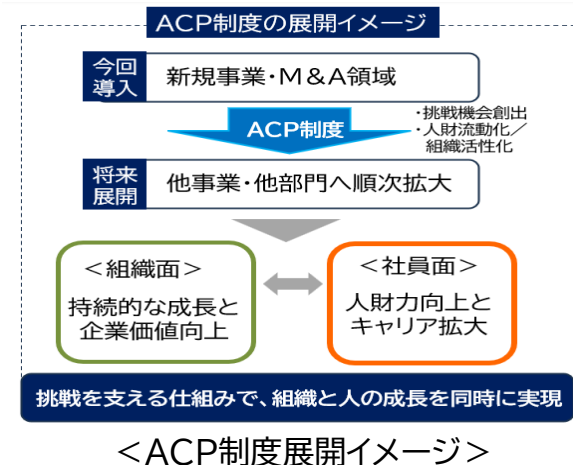 ACP制度の展開イメージ
今回
導入
新規事業・M&A領域
ACP制度
・挑戦機会創出
・人財流動化/
組織活性化
将来
展開
他事業・他部門へ順次拡大
<組織面>
持続的な成長と
企業価値向上
<社員面>
人財力向上と
キャリア拡大
挑戦を支える仕組みで、組織と人の成長を同時に実現
<ACP制度展開イメージ>